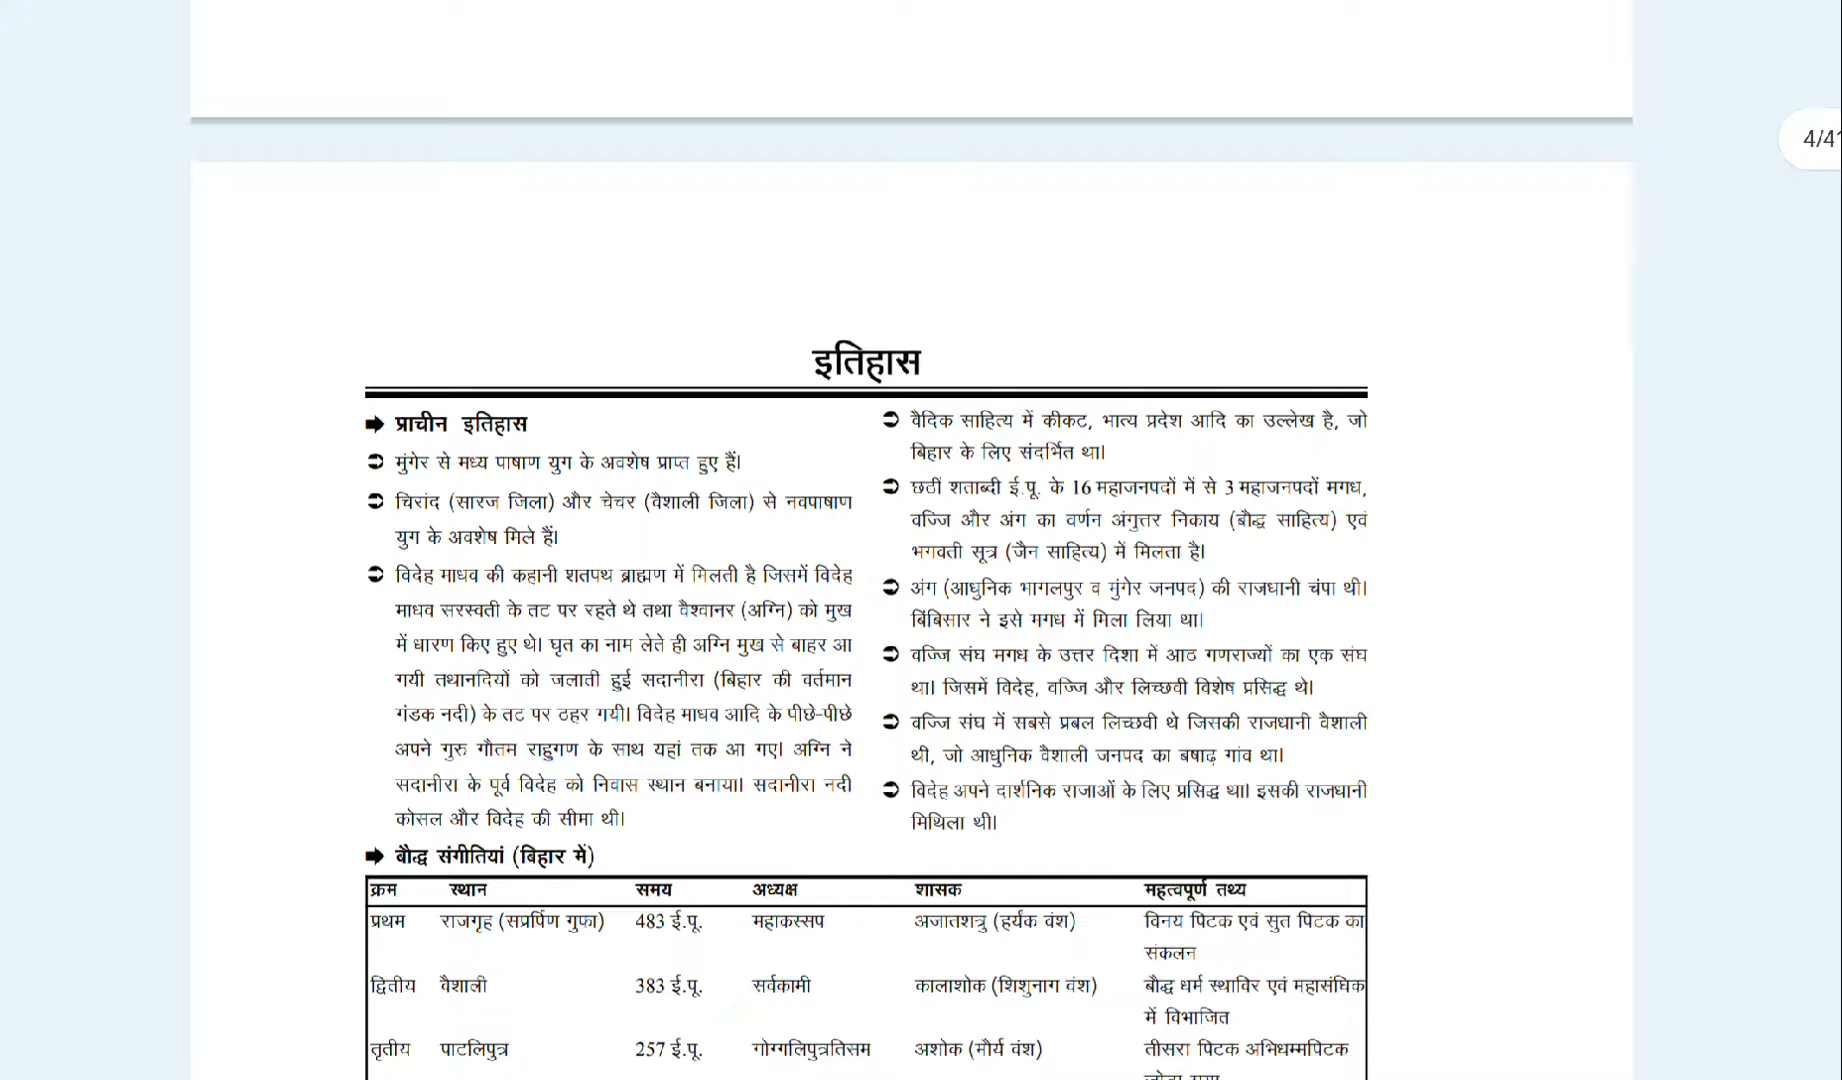 4/41
इतिहास
प्राचीन इतिहास
मुंगेर से मध्य पाषाण युग के अवशेष प्राप्त हुए हैं।
चिरांद (सारज जिला) और चेचर (वैशाली जिला) से नवपाषाण
युग के अवशेष मिले हैं।
विदेह माधव की कहानी शतपथ ब्राह्मण में मिलती है जिसमें विदेह
माधव सरस्वती के तट पर रहते थे तथा वैश्वानर (अग्नि) को मुख
में धारण किए हुए थे। घृत का नाम लेते ही अग्नि मुख से बाहर आ
गयी तथानदियों को जलाती हुई सदानीरा (बिहार की वर्तमान
गंडक नदी) के तट पर ठहर गयी। विदेह माधव आदि के पीछे-पीछे
अपने गुरु गौतम राहुगण के साथ यहां तक आ गए। अग्नि ने
सदानीरा के पूर्व विदेह को निवास स्थान बनाया। सदानीरा नदी
कोसल और विदेह की सीमा थी।
वैदिक साहित्य में कीकट, भात्य प्रदेश आदि का उल्लेख है, जो
बिहार के लिए संदर्भित था।
छठीं शताब्दी ई.पू. के 16 महाजनपदों में से 3 महाजनपदों मगध,
वज्जि और अंग का वर्णन अंगुत्तर निकाय (बौद्ध साहित्य) एवं
भगवती सूत्र (जैन साहित्य) में मिलता है।
अंग (आधुनिक भागलपुर व मुंगेर जनपद) की राजधानी चंपा थी।
बिंबिसार ने इसे मगध में मिला लिया था।
वज्जि संघ मगध के उत्तर दिशा में आठ गणराज्यों का एक संघ
था। जिसमें विदेह, वज्जि और लिच्छवी विशेष प्रसिद्ध थे।
वज्जि संघ में सबसे प्रबल लिच्छवी थे जिसकी राजधानी वैशाली
थी, जो आधुनिक वैशाली जनपद का बषाढ़ गांव था।
विदेह अपने दार्शनिक राजाओं के लिए प्रसिद्ध था। इसकी राजधानी
मिथिला थी।
बौद्ध संगीतियां (बिहार में)
क्रम स्थान समय अध्यक्ष शासक महत्वपूर्ण तथ्य
प्रथम राजगृह (सप्रर्पिण गुफा) 483 ई.पू. महाकस्सप अजातशत्रु (हर्यक वंश) विनय पिटक एवं सुत पिटक का
संकलन
द्वितीय वैशाली 383 ई.पू. सर्वकामी कालाशोक (शिशुनाग वंश) बौद्ध धर्म स्थाविर एवं महासंघिक
में विभाजित
तृतीय पाटलिपुत्र 257 ई.पू. गोग्गलिपुत्रतिसम अशोक (मौर्य वंश) तीसरा पिटक अभिधम्मपिटक